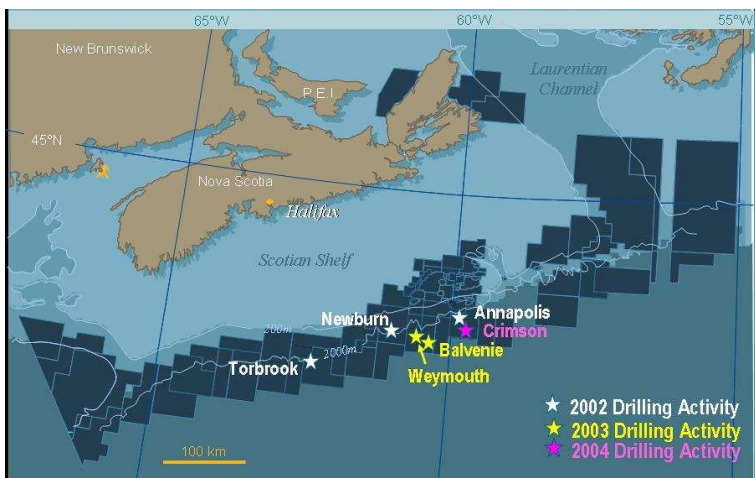 65°W
60°W
55°W
New Brunswick
Laurentian
Channel
P.E.I.
45°N
Nova Scotia
Halifax
Scotian Shelf
Newburn
Annapolis
200m
Crimson
2000m
Balvenie
Torbrook
Weymouth
2002 Drilling Activity
2003 Drilling Activity
2004 Drilling Activity
100 km